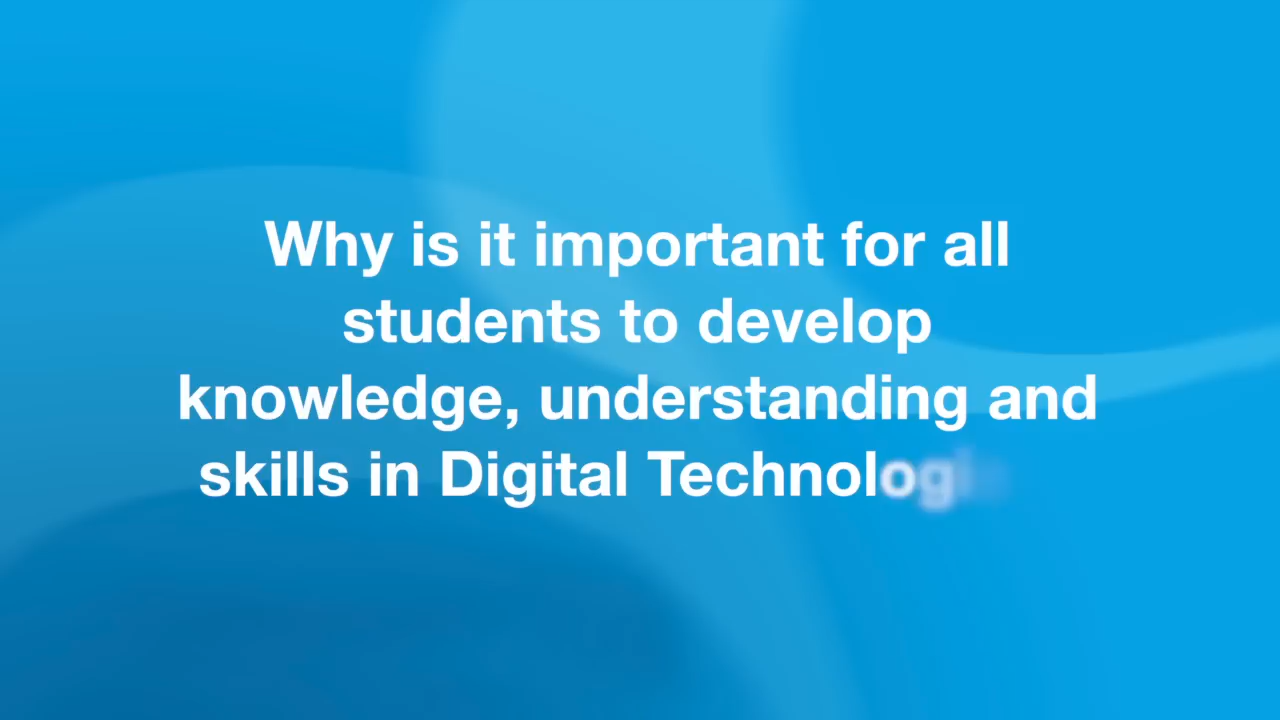 Why is it important for all
students to develop
knowledge, understanding and
skills in Digital